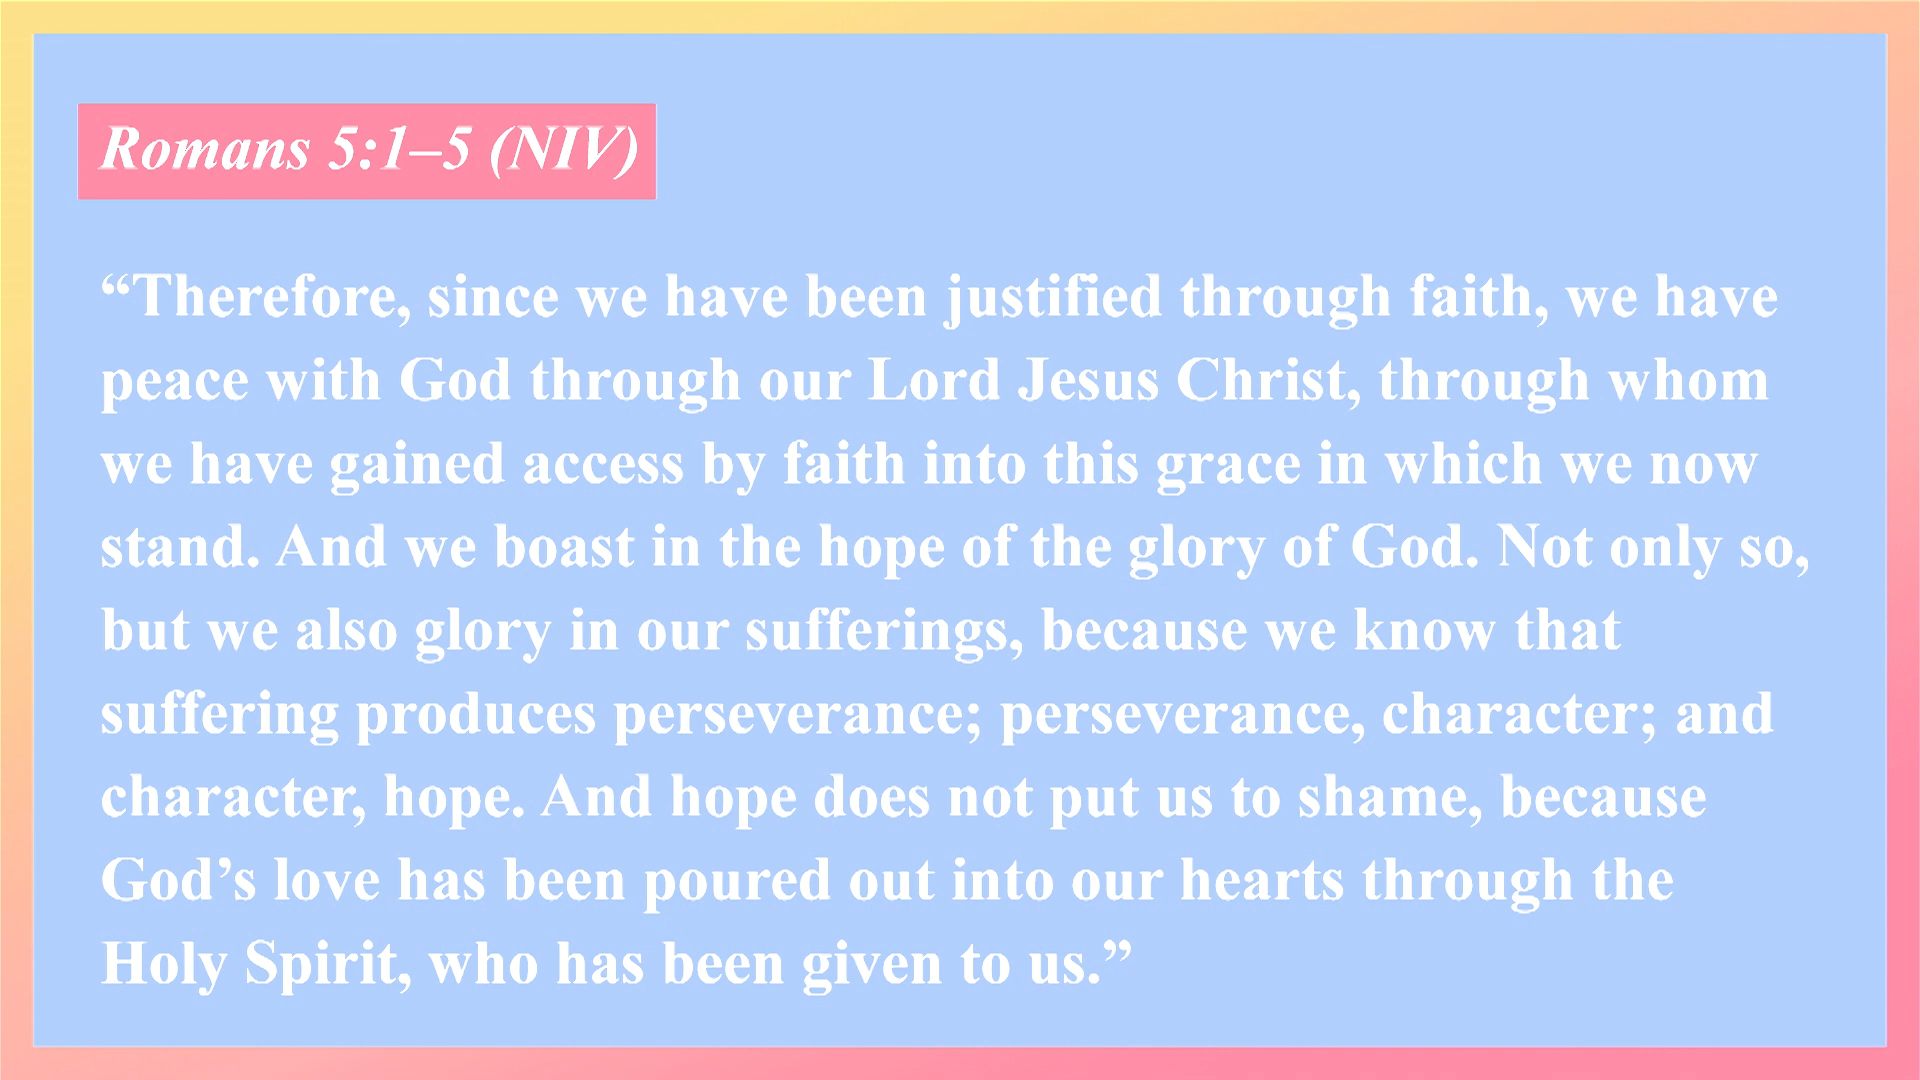 Romans 5:1–5 (NIV)
“Therefore, since we have been justified through faith, we have
peace with God through our Lord Jesus Christ, through whom
we have gained access by faith into this grace in which we now
stand. And we boast in the hope of the glory of God. Not only so,
but we also glory in our sufferings, because we know that
suffering produces perseverance; perseverance, character; and
character, hope. And hope does not put us to shame, because
God’s love has been poured out into our hearts through the
Holy Spirit, who has been given to us.”